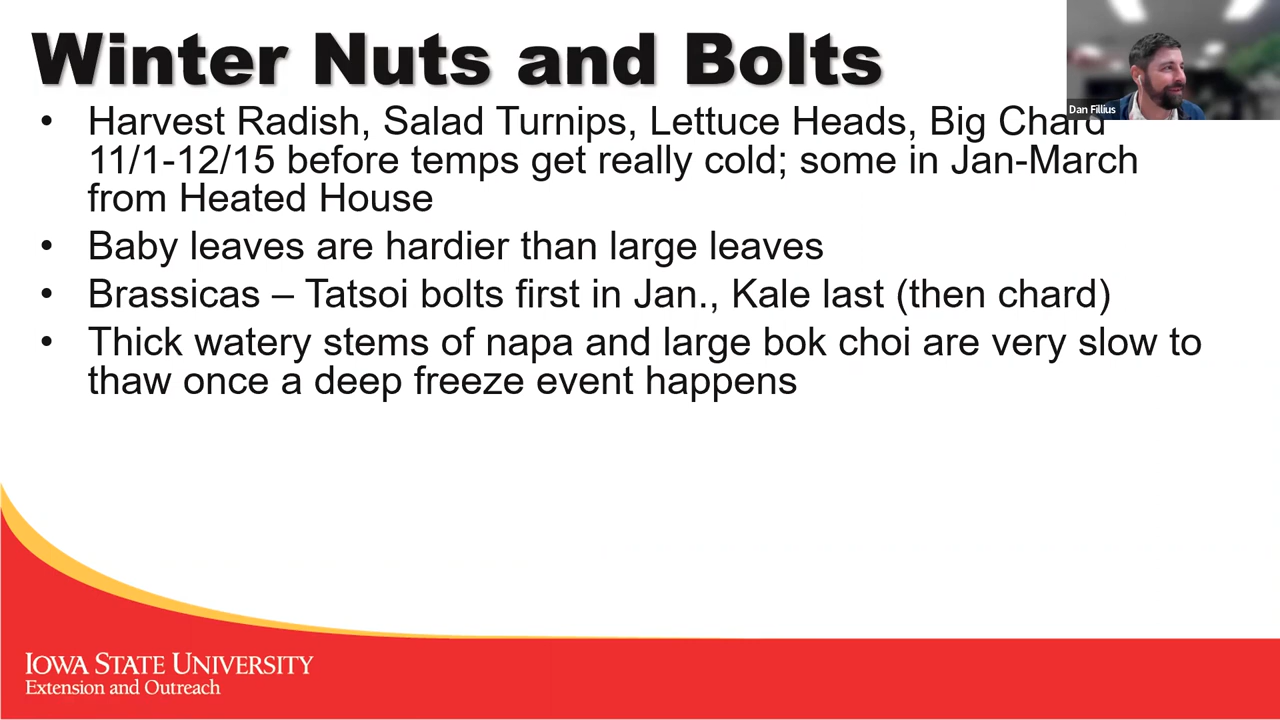 Winter Nuts and Bolts
Dan Fillius
• Harvest Radish, Salad Turnips, Lettuce Heads, Big Chard
11/1-12/15 before temps get really cold; some in Jan-March
from Heated House
• Baby leaves are hardier than large leaves
• Brassicas – Tatsoi bolts first in Jan., Kale last (then chard)
• Thick watery stems of napa and large bok choi are very slow to
thaw once a deep freeze event happens
IOWA STATE UNIVERSITY
Extension and Outreach